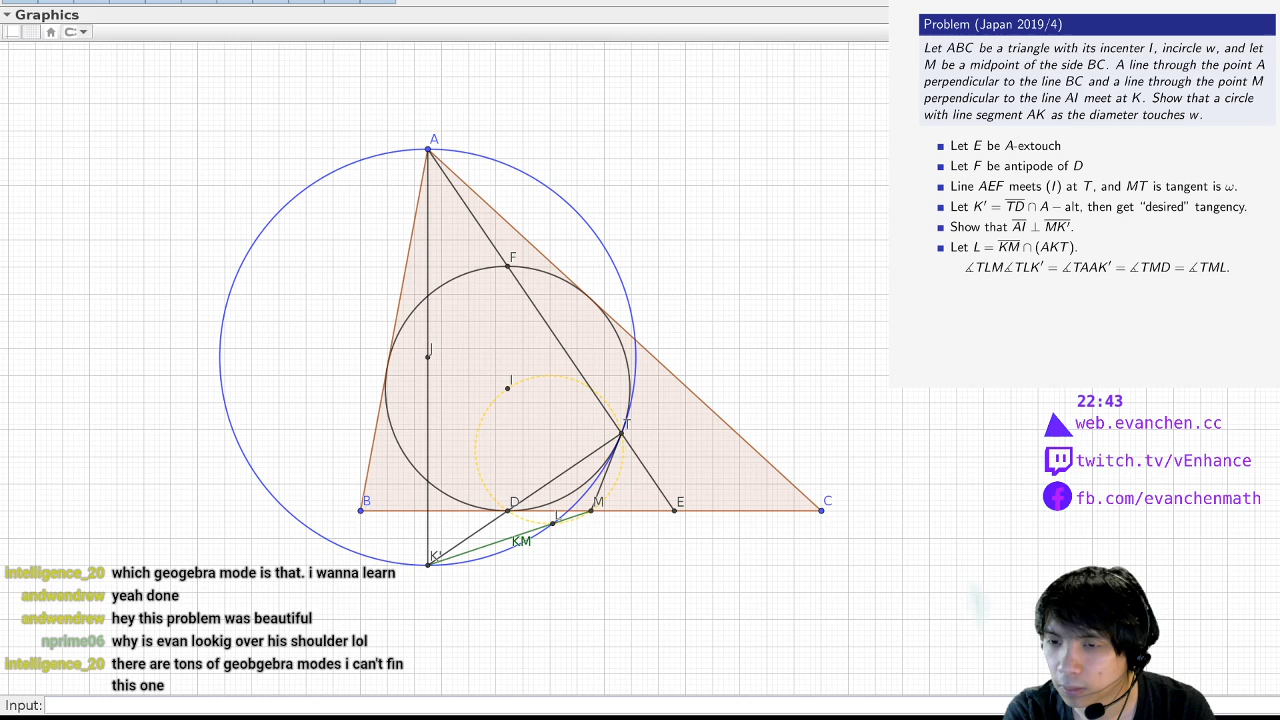 Graphics
Problem (Japan 2019/4)
Let ABC be a triangle with its incenter I, incircle w, and let
M be a midpoint of the side BC. A line through the point A
perpendicular to the line BC and a line through the point M
perpendicular to the line AI meet at K. Show that a circle
with line segment AK as the diameter touches w.
Let E be A-extouch
Let F be antipode of D
Line AEF meets (I) at T, and MT is tangent is ω.
Let K′ = TD ∩ A − alt, then get “desired” tangency.
Show that AI ⊥ MK′.
Let L = KM ∩ (AKT).
∡TLM∡TLK′ = ∡TAAK′ = ∡TMD = ∡TML.
A
F
J
I
T
B
D
L
M
E
C
KM
K'
22:43
web.evanchen.cc
twitch.tv/vEnhance
fb.com/evanchenmath
intelligence_20 which geogebra mode is that. i wanna learn
andwendrew yeah done
andwendrew hey this problem was beautiful
nprime06 why is evan lookig over his shoulder lol
intelligence_20 there are tons of geobgebra modes i can't fin
this one
Input: